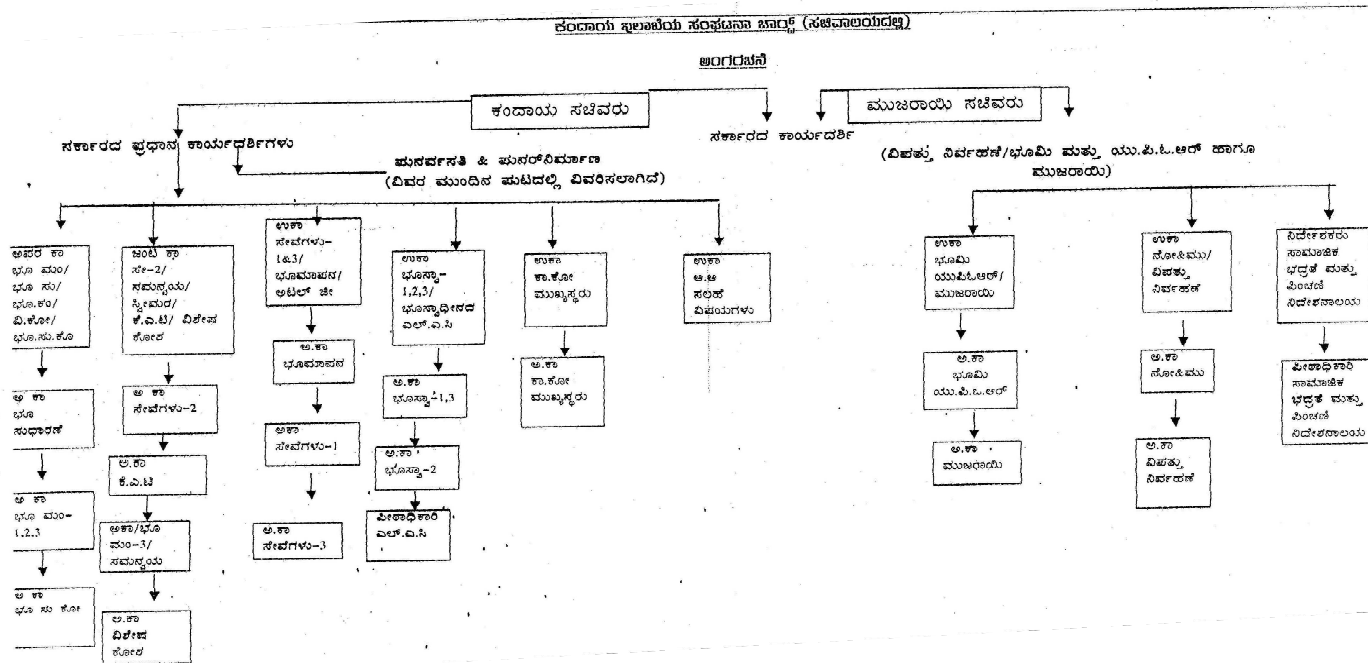 ಕಂದಾಯ ಇಲಾಖೆಯ ಸಂಘಟನಾ ಚಾರ್ಟ್ (ಸಚಿವಾಲಯದಲ್ಲಿ)
ಅಂಗರಚನೆ
ಕಂದಾಯ ಸಚಿವರು
ಮುಜರಾಯಿ ಸಚಿವರು
ಸರ್ಕಾರದ ಪ್ರಧಾನ ಕಾರ್ಯದರ್ಶಿಗಳು
ಸರ್ಕಾರದ ಕಾರ್ಯದರ್ಶಿ
ಪುನರ್ವಸತಿ & ಪುನರ್‌ನಿರ್ಮಾಣ
(ವಿವರ ಮುಂದಿನ ಪುಟದಲ್ಲಿ ವಿವರಿಸಲಾಗಿದೆ)
(ವಿಪತ್ತು ನಿರ್ವಹಣೆ/ಭೂಮಿ ಮತ್ತು ಯು.ಪಿ.ಓ.ಆರ್ ಹಾಗೂ
ಮುಜರಾಯಿ)
ಅಪರ ಕಾ
ಭೂ ಮಂ/
ಭೂ ಸು/
ಭೂ.ಕಂ/
ವಿ.ಕೋ/
ಭೂ.ಸು.ಕೊ
ಅ ಕಾ
ಭೂ
ಸುಧಾರಣೆ
ಅ ಕಾ
ಭೂ ಮಂ-
1,2,3
ಅ ಕಾ
ಭೂ ಸು ಕೋ
ಜಂಟಿ ಕಾ
ಸೇ-2/
ಸಮನ್ವಯ/
ಸ್ವೀಮರ/
ಕೆ.ಎ.ಟಿ/ ವಿಶೇಷ
ಕೋಶ
ಅ ಕಾ
ಸೇವೆಗಳು-2
ಅ.ಕಾ
ಕೆ.ಎ.ಟಿ
ಅಕಾ/ಭೂ
ಮಂ-3/
ಸಮನ್ವಯ
ಅ.ಕಾ
ವಿಶೇಷ
ಕೋಶ
ಉಕಾ
ಸೇವೆಗಳು-
1&3/
ಭೂಮಾಪನ/
ಅಟಲ್ ಜೀ
ಅ.ಕಾ
ಭೂಮಾಪನ
ಅಕಾ
ಸೇವೆಗಳು-1
ಅ.ಕಾ
ಸೇವೆಗಳು-3
ಉಕಾ
ಭೂಸ್ವಾ-
1,2,3/
ಭೂಸ್ವಾಧೀನದ
ಎಲ್.ಎ.ಸಿ
ಅ.ಕಾ
ಭೂಸ್ವಾ-1,3
ಅ.ಕಾ
ಭೂಸ್ವಾ-2
ಪೀಠಾಧಿಕಾರಿ
ಎಲ್.ಎ.ಸಿ
ಉಕಾ
ಕಾ.ಕೋ
ಮುಖ್ಯಸ್ಥರು
ಅ.ಕಾ
ಕಾ.ಕೋ
ಮುಖ್ಯಸ್ಥರು
ಉಕಾ
ಆ.ಆ
ಸಲಹೆ
ವಿಷಯಗಳು
ಉಕಾ
ಭೂಮಿ
ಯುಪಿಓಆರ್/
ಮುಜರಾಯಿ
ಅ.ಕಾ
ಭೂಮಿ
ಯು.ಪಿ.ಒ.ಆರ್
ಅ.ಕಾ
ಮುಜರಾಯಿ
ಉಕಾ
ನೋಹಿಮು/
ವಿಪತ್ತು
ನಿರ್ವಹಣೆ
ಅ.ಕಾ
ನೋಹಿಮು
ಅ.ಕಾ
ವಿಪತ್ತು
ನಿರ್ವಹಣೆ
ನಿರ್ದೇಶಕರು
ಸಾಮಾಜಿಕ
ಭದ್ರತೆ ಮತ್ತು
ಪಿಂಚಣಿ
ನಿದೇಶನಾಲಯ
ಪೀಠಾಧಿಕಾರಿ
ಸಾಮಾಜಿಕ
ಭದ್ರತೆ ಮತ್ತು
ಪಿಂಚಣಿ
ನಿದೇಶನಾಲಯ